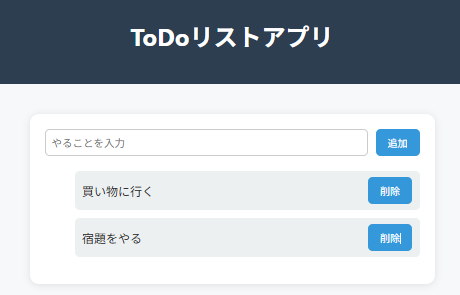 ToDoリストアプリ
やることを入力
追加
買い物に行く
削除
宿題をやる
削除